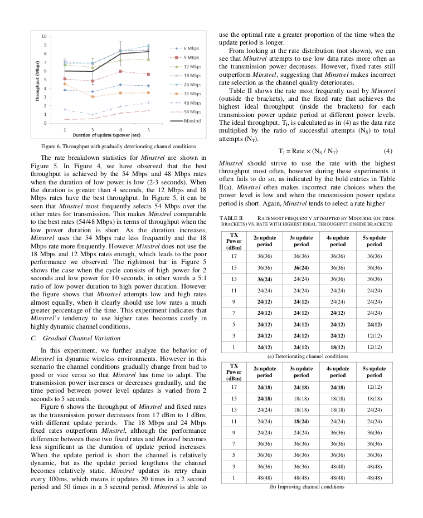 Throughput (Mbps)
10
9
8
7
6
5
4
3
2
1
0
2
3
4
5
Duration of update tupower (sec)
6 Mbps
9 Mbps
12 Mbps
18 Mbps
24 Mbps
36 Mbps
48 Mbps
54 Mbps
Minstrel
Figure 6. Throughput with gradually deteriorating channel conditions
The rate breakdown statistics for Minstrel are shown in
Figure 5. In Figure 4, we have observed that the best
throughput is achieved by the 54 Mbps and 48 Mbps rates
when the duration of low power is low (2-3 seconds). When
the duration is greater than 4 seconds, the 12 Mbps and 18
Mbps rates have the best throughput. In Figure 5, it can be
seen that Minstrel most frequently selects 54 Mbps over the
other rates for transmission. This makes Minstrel comparable
to the best rates (54/48 Mbps) in terms of throughput when the
low power duration is short. As the duration increases,
Minstrel uses the 54 Mbps rate less frequently and the 18
Mbps rate more frequently. However Minstrel does not use the
18 Mbps and 12 Mbps rates enough, which leads to the poor
performance we observed. The rightmost bar in Figure 5
shows the case when the cycle consists of high power for 2
seconds and low power for 10 seconds, in other words a 5:1
ratio of low power duration to high power duration. However
the figure shows that Minstrel attempts low and high rates
almost equally, when it clearly should use low rates a much
greater percentage of the time. This experiment indicates that
Minstrel's tendency to use higher rates becomes costly in
highly dynamic channel conditions.
C. Gradual Channel Variation
In this experiment, we further analyze the behavior of
Minstrel in dynamic wireless environments. However in this
scenario the channel conditions gradually change from bad to
good or vice versa so that Minstrel has time to adapt. The
transmission power increases or decreases gradually, and the
time period between power level updates is varied from 2
seconds to 5 seconds.
Figure 6 shows the throughput of Minstrel and fixed rates
as the transmission power decreases from 17 dBm to 1 dBm,
with different update periods. The 18 Mbps and 24 Mbps
fixed rates outperform Minstrel, although the performance
difference between these two fixed rates and Minstrel becomes
less significant as the duration of update period increases.
When the update period is short the channel is relatively
dynamic, but as the update period lengthens the channel
becomes relatively static. Minstrel updates its retry chain
every 100ms, which means it updates 20 times in a 2 second
period and 50 times in a 5 second period. Minstrel is able to
use the optimal rate a greater proportion of the time when the
update period is longer.
From looking at the rate distribution (not shown), we can
see that Minstrel attempts to use low data rates more often as
the transmission power decreases. However, fixed rates still
outperform Minstrel, suggesting that Minstrel makes incorrect
rate selection as the channel quality deteriorates.
Table II shows the rate most frequently used by Minstrel
(outside the brackets), and the fixed rate that achieves the
highest ideal throughput (inside the brackets) for each
transmission power update period at different power levels.
The ideal throughput, Tᵢ, is calculated as in (4) as the data rate
multiplied by the ratio of successful attempts (Nₛ) to total
attempts (Nₜ).
Tᵢ = Rate × (Nₛ / Nₜ) (4)
Minstrel should strive to use the rate with the highest
throughput most often, however during these experiments it
often fails to do so, as indicated by the bold entries in Table
II(a). Minstrel often makes incorrect rate choices when the
power level is low and when the transmission power update
period is short. Again, Minstrel tends to select a rate higher
TABLE II. RATES MOST FREQUENTLY ATTEMPTED BY MINSTREL (OUTSIDE
BRACKETS) VS. RATE WITH HIGHEST IDEAL THROUGHPUT (INSIDE BRACKETS)
TX Power (dBm) 2s update period 3s update period 4s update period 5s update period
17 36(36) 36(36) 36(36) 36(36)
15 36(36) 36(24) 36(36) 36(36)
13 36(24) 24(24) 36(36) 36(36)
11 24(24) 24(24) 24(24) 24(24)
9 24(12) 24(12) 24(24) 24(24)
7 24(12) 24(12) 24(12) 24(24)
5 24(12) 24(12) 24(12) 24(12)
3 24(12) 24(12) 24(12) 12(12)
1 24(12) 24(12) 18(12) 12(12)
(a) Deteriorating channel conditions
TX Power (dBm) 2s update period 3s update period 4s update period 5s update period
17 24(18) 24(18) 24(18) 12(12)
15 24(18) 18(18) 18(18) 18(18)
13 24(24) 24(18) 18(18) 24(24)
11 24(24) 18(24) 24(24) 24(24)
9 24(24) 24(24) 36(36) 36(36)
7 36(36) 36(36) 36(36) 36(36)
5 36(36) 36(36) 36(36) 36(36)
3 36(36) 36(36) 48(48) 48(48)
1 48(48) 48(48) 48(48) 48(48)
(b) Improving channel conditions